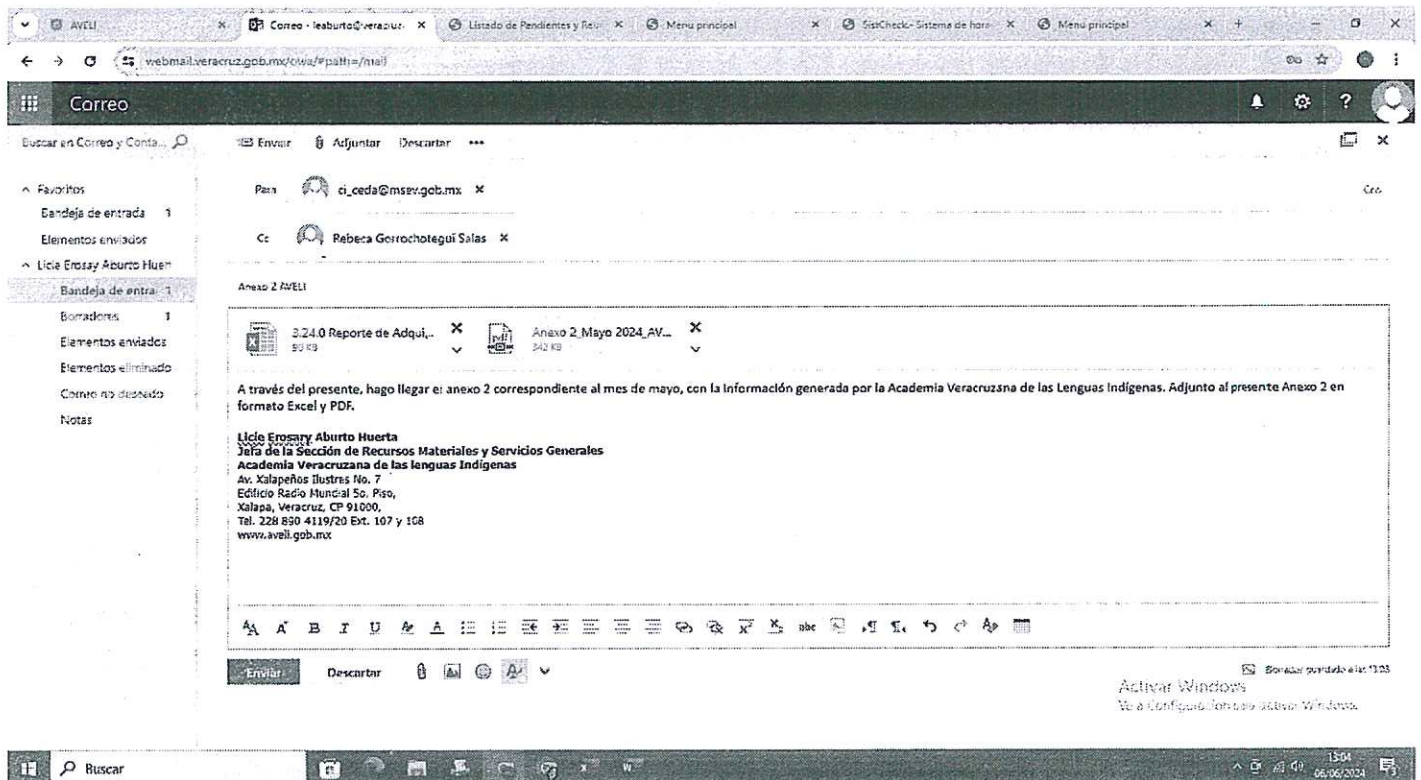 AVELI
Correo - leaburto@veracruz.
Listado de Pendientes y Rev
Menu principal
SistCheck.- Sistema de hora
Menu principal
webmail.veracruz.gob.mx/owa/#path=/mail
Correo
Buscar en Correo y Conta...
Enviar
Adjuntar
Descartar
•••
Favoritos
Bandeja de entrada 1
Elementos enviados
Licie Erosay Aburto Huert
Bandeja de entra 1
Borradores 1
Elementos enviados
Elementos eliminado
Correo no deseado
Notas
Para
ci_ceda@msev.gob.mx
Cco
Cc
Rebeca Gorrochotegui Salas
Anexo 2 AVELI
3.24.0 Reporte de Adqui,..
90 KB
Anexo 2_Mayo 2024_AV...
342 KB
A través del presente, hago llegar el anexo 2 correspondiente al mes de mayo, con la información generada por la Academia Veracruzana de las Lenguas Indígenas. Adjunto al presente Anexo 2 en
formato Excel y PDF.
Licie Erosary Aburto Huerta
Jefa de la Sección de Recursos Materiales y Servicios Generales
Academia Veracruzana de las lenguas Indígenas
Av. Xalapeños Ilustres No. 7
Edificio Radio Mundial 5o. Piso,
Xalapa, Veracruz, CP 91000,
Tel. 228 890 4119/20 Ext. 107 y 108
www.aveli.gob.mx
Enviar
Descartar
Borrador guardado a las 13:03
Activar Windows
Ve a Configuración para activar Windows.
Buscar
13:04
06/06/2024